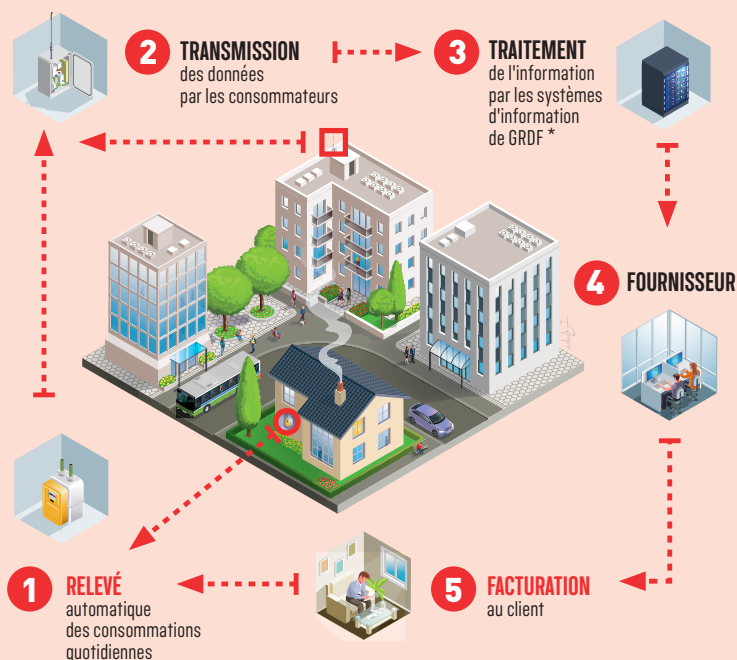 2 TRANSMISSION
des données
par les consommateurs
3 TRAITEMENT
de l'information
par les systèmes
d'information
de GRDF *
4 FOURNISSEUR
5 FACTURATION
au client
1 RELEVÉ
automatique
des consommations
quotidiennes